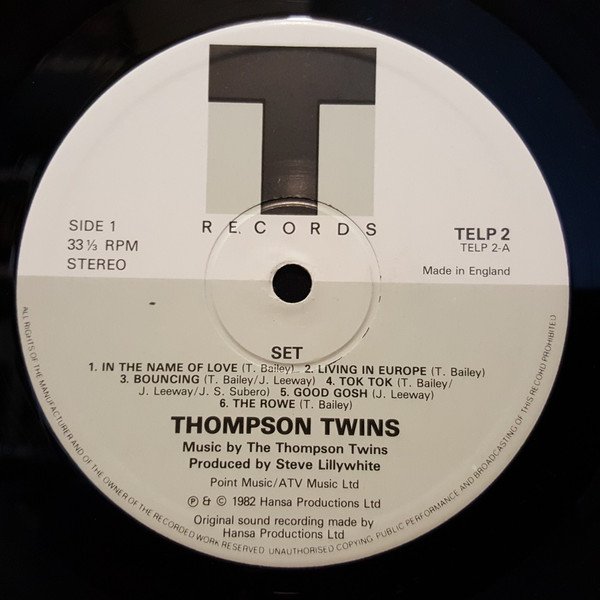 T
RECORDS
SIDE 1
33⅓ RPM
STEREO
TELP 2
TELP 2-A
Made in England
SET
1. IN THE NAME OF LOVE (T. Bailey) 2. LIVING IN EUROPE (T. Bailey)
3. BOUNCING (T. Bailey/J. Leeway) 4. TOK TOK (T. Bailey/
J. Leeway/J. S. Subero) 5. GOOD GOSH (J. Leeway)
6. THE ROWE (T. Bailey)
THOMPSON TWINS
Music by The Thompson Twins
Produced by Steve Lillywhite
Point Music/ATV Music Ltd
℗ & © 1982 Hansa Productions Ltd
Original sound recording made by
Hansa Productions Ltd
ALL RIGHTS OF THE MANUFACTURER AND OF THE OWNER OF THE RECORDED WORK RESERVED. UNAUTHORISED COPYING, PUBLIC PERFORMANCE AND BROADCASTING OF THIS RECORD PROHIBITED